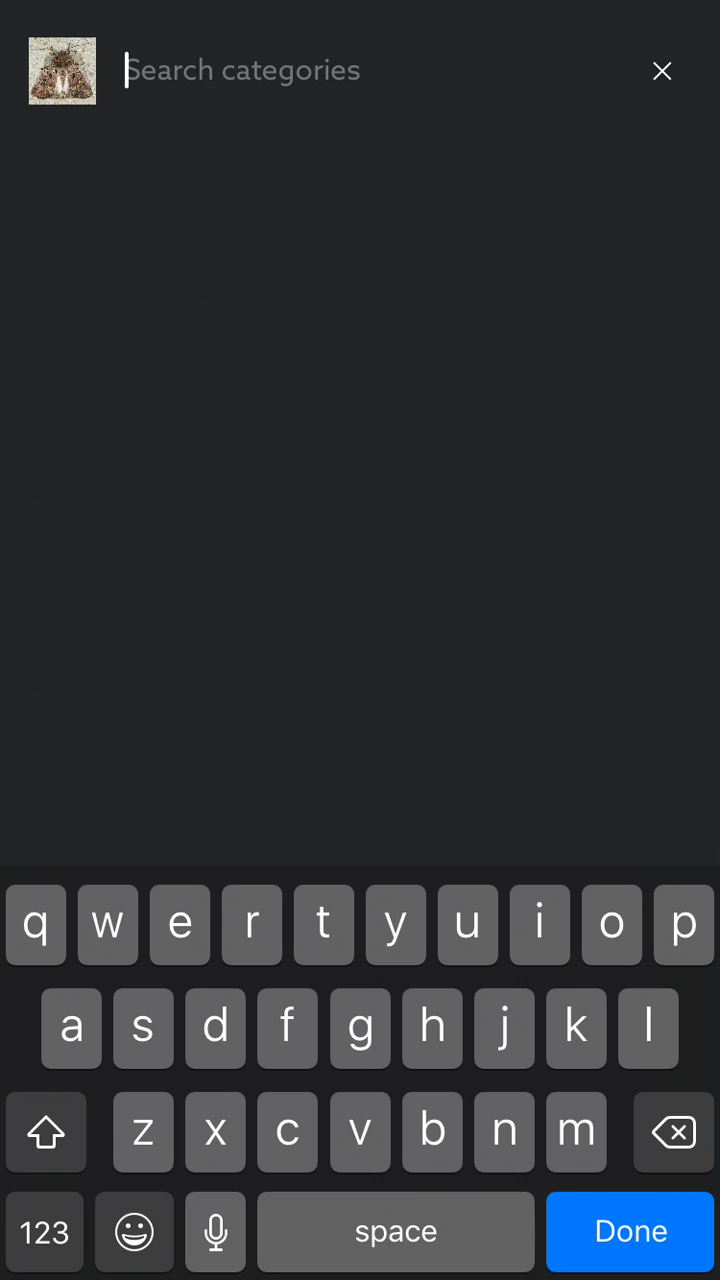 Search categories
q w e r t y u i o p
a s d f g h j k l
z x c v b n m
123 space Done